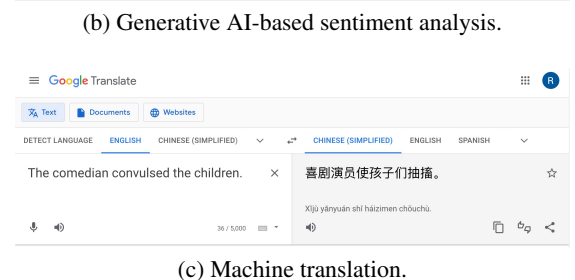 (b) Generative AI-based sentiment analysis.
Google Translate
R
Text Documents Websites
DETECT LANGUAGE ENGLISH CHINESE (SIMPLIFIED) CHINESE (SIMPLIFIED) ENGLISH SPANISH
The comedian convulsed the children. 喜剧演员使孩子们抽搐。
Xǐjù yǎnyuán shǐ háizimen chōuchù.
36 / 5,000
(c) Machine translation.